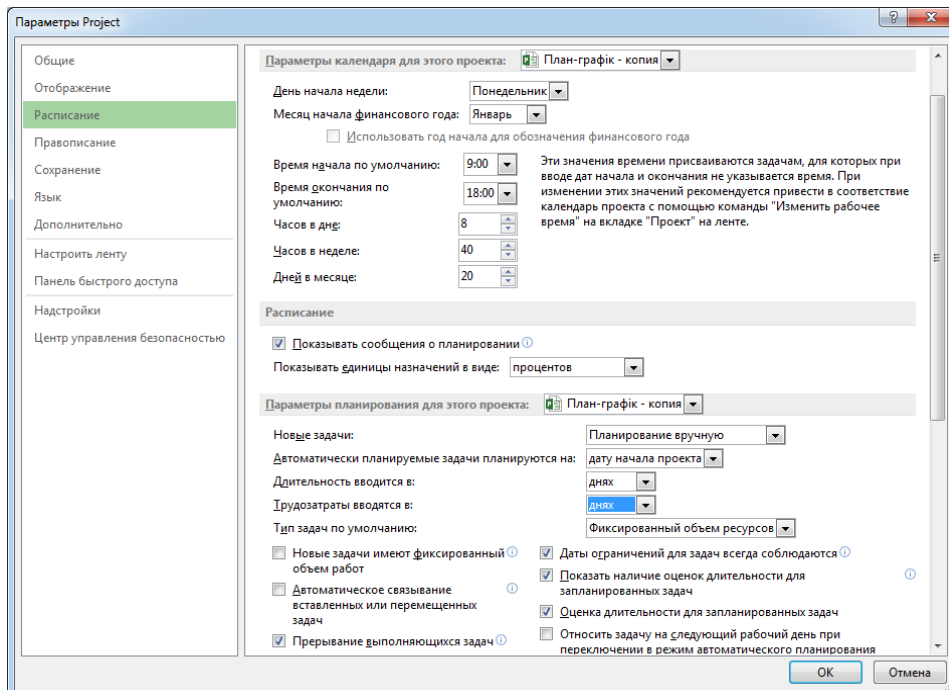 Параметры Project
Общие
Отображение
Расписание
Правописание
Сохранение
Язык
Дополнительно
Настроить ленту
Панель быстрого доступа
Надстройки
Центр управления безопасностью
Параметры календаря для этого проекта: План-графік - копия
День начала недели: Понедельник
Месяц начала финансового года: Январь
Использовать год начала для обозначения финансового года
Время начала по умолчанию: 9:00
Время окончания по
умолчанию: 18:00
Часов в дне: 8
Часов в неделе: 40
Дней в месяце: 20
Эти значения времени присваиваются задачам, для которых при
вводе дат начала и окончания не указывается время. При
изменении этих значений рекомендуется привести в соответствие
календарь проекта с помощью команды "Изменить рабочее
время" на вкладке "Проект" на ленте.
Расписание
Показывать сообщения о планировании
Показывать единицы назначений в виде: процентов
Параметры планирования для этого проекта: План-графік - копия
Новые задачи: Планирование вручную
Автоматически планируемые задачи планируются на: дату начала проекта
Длительность вводится в: днях
Трудозатраты вводятся в: днях
Тип задач по умолчанию: Фиксированный объем ресурсов
Новые задачи имеют фиксированный
объем работ
Автоматическое связывание
вставленных или перемещенных
задач
Прерывание выполняющихся задач
Даты ограничений для задач всегда соблюдаются
Показать наличие оценок длительности для
запланированных задач
Оценка длительности для запланированных задач
Относить задачу на следующий рабочий день при
переключении в режим автоматического планирования
ОК
Отмена